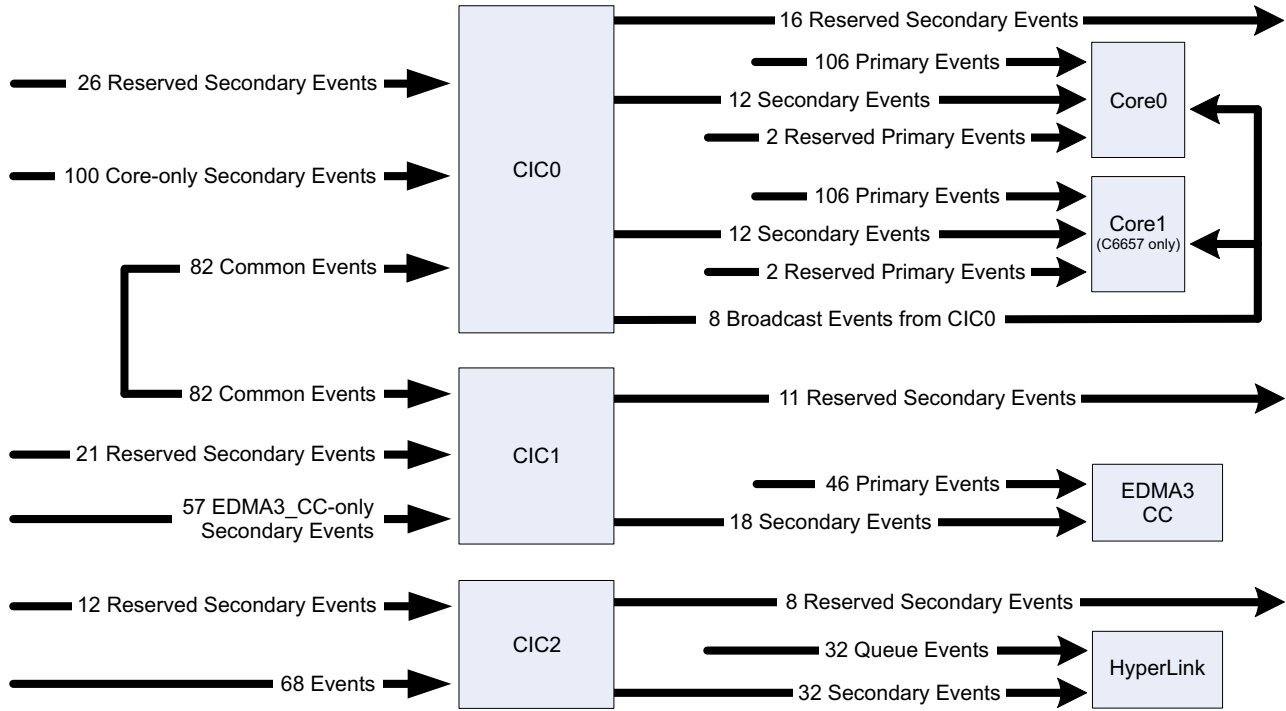 16 Reserved Secondary Events
26 Reserved Secondary Events
106 Primary Events
12 Secondary Events
2 Reserved Primary Events
Core0
100 Core-only Secondary Events
CIC0
106 Primary Events
12 Secondary Events
2 Reserved Primary Events
Core1
(C6657 only)
82 Common Events
8 Broadcast Events from CIC0
82 Common Events
11 Reserved Secondary Events
21 Reserved Secondary Events
CIC1
46 Primary Events
18 Secondary Events
EDMA3
CC
57 EDMA3_CC-only
Secondary Events
12 Reserved Secondary Events
8 Reserved Secondary Events
CIC2
32 Queue Events
HyperLink
68 Events
32 Secondary Events